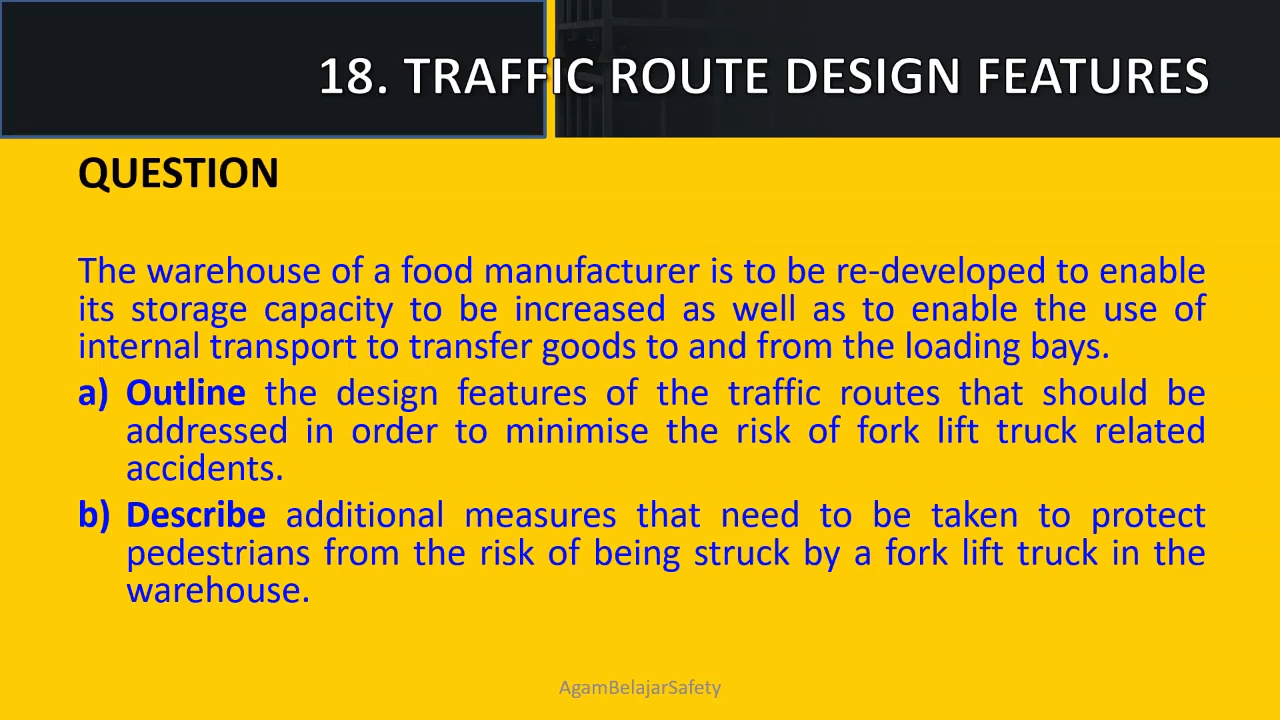 18. TRAFFIC ROUTE DESIGN FEATURES
QUESTION
The warehouse of a food manufacturer is to be re-developed to enable
its storage capacity to be increased as well as to enable the use of
internal transport to transfer goods to and from the loading bays.
a) Outline the design features of the traffic routes that should be
addressed in order to minimise the risk of fork lift truck related
accidents.
b) Describe additional measures that need to be taken to protect
pedestrians from the risk of being struck by a fork lift truck in the
warehouse.
AgamBelajarSafety